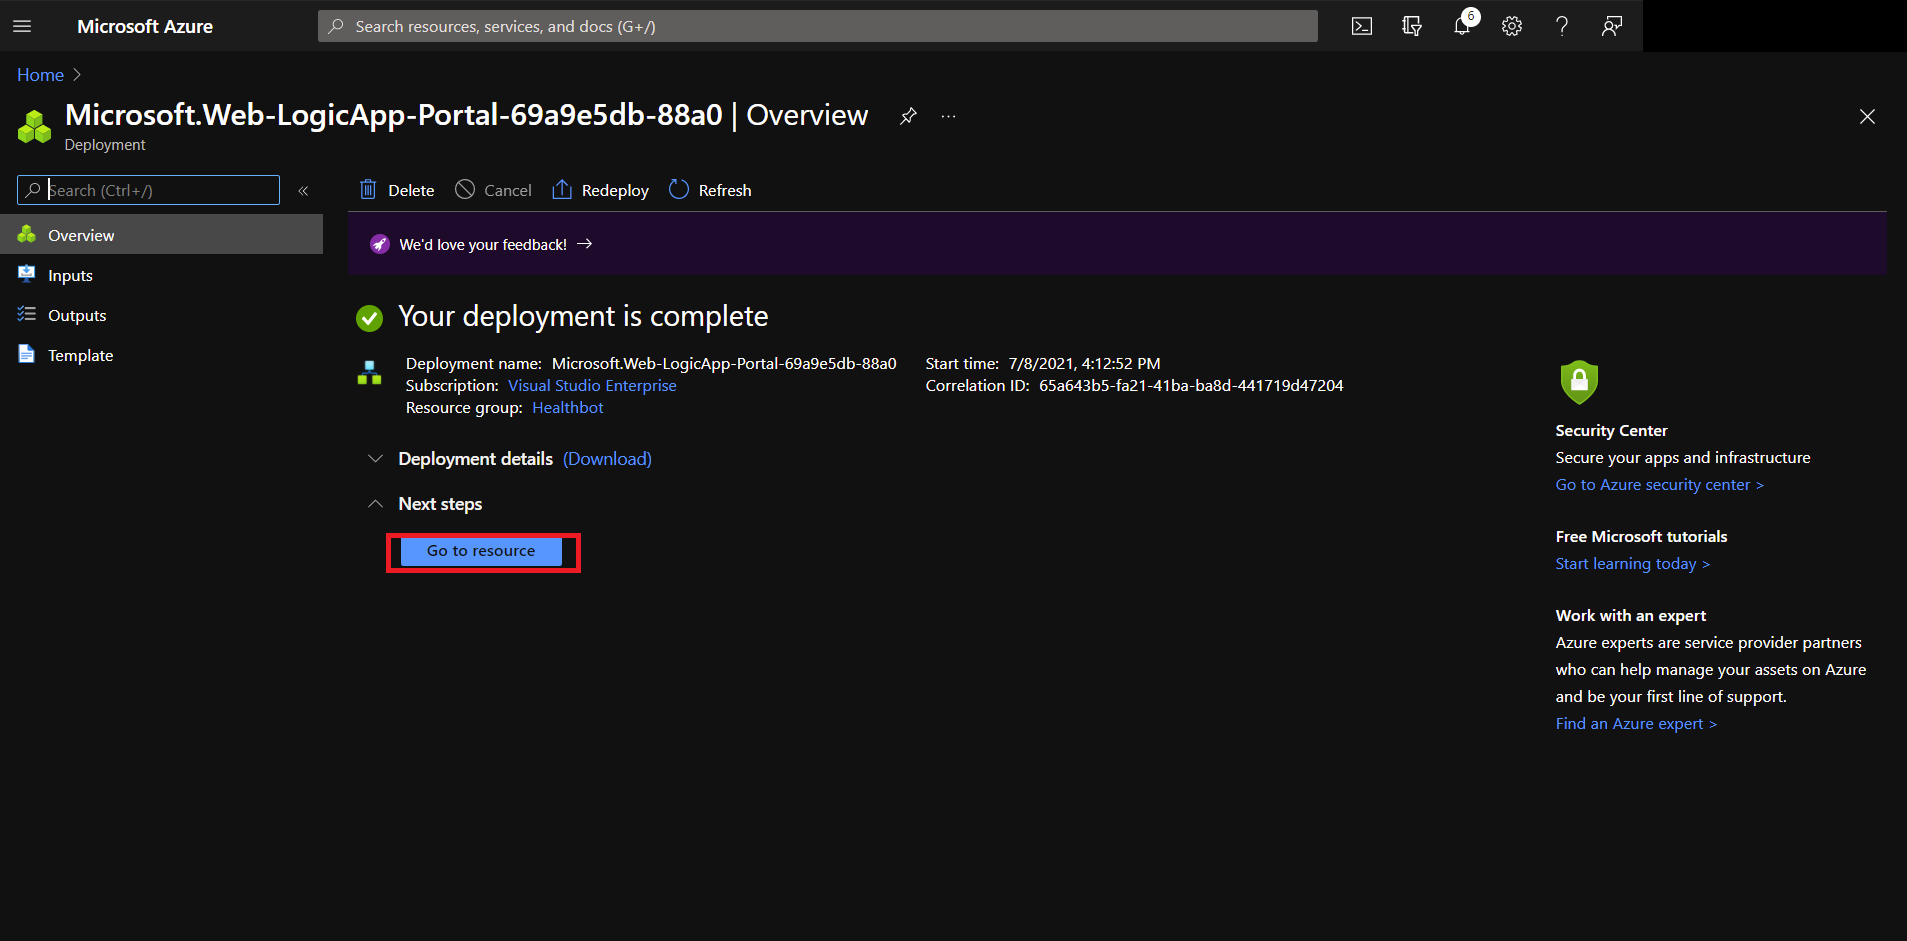 Microsoft Azure
Search resources, services, and docs (G+/)
6
Home
Microsoft.Web-LogicApp-Portal-69a9e5db-88a0 | Overview
Deployment
Search (Ctrl+/)
Delete
Cancel
Redeploy
Refresh
Overview
Inputs
Outputs
Template
We'd love your feedback! →
Your deployment is complete
Deployment name: Microsoft.Web-LogicApp-Portal-69a9e5db-88a0
Subscription: Visual Studio Enterprise
Resource group: Healthbot
Start time: 7/8/2021, 4:12:52 PM
Correlation ID: 65a643b5-fa21-41ba-ba8d-441719d47204
Deployment details (Download)
Next steps
Go to resource
Security Center
Secure your apps and infrastructure
Go to Azure security center >
Free Microsoft tutorials
Start learning today >
Work with an expert
Azure experts are service provider partners
who can help manage your assets on Azure
and be your first line of support.
Find an Azure expert >